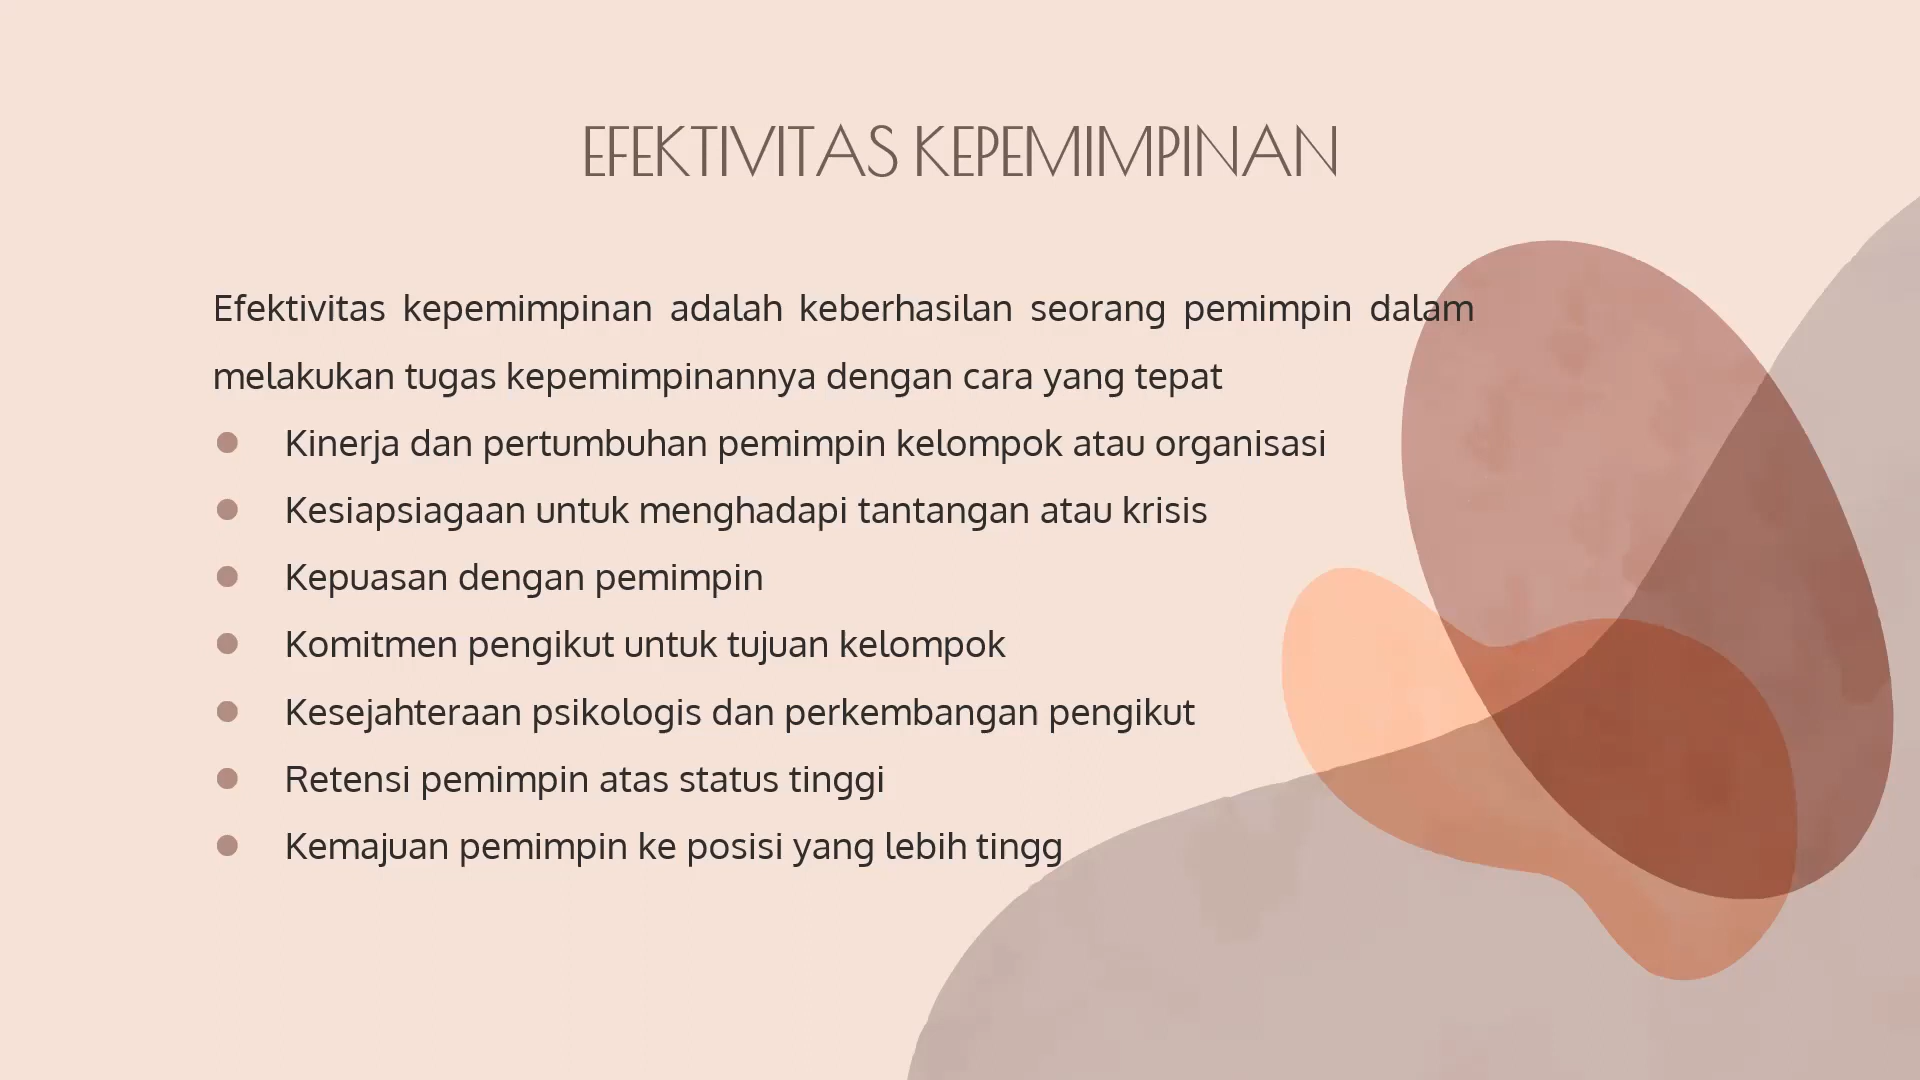 EFEKTIVITAS KEPEMIMPINAN
Efektivitas kepemimpinan adalah keberhasilan seorang pemimpin dalam
melakukan tugas kepemimpinannya dengan cara yang tepat
● Kinerja dan pertumbuhan pemimpin kelompok atau organisasi
● Kesiapsiagaan untuk menghadapi tantangan atau krisis
● Kepuasan dengan pemimpin
● Komitmen pengikut untuk tujuan kelompok
● Kesejahteraan psikologis dan perkembangan pengikut
● Retensi pemimpin atas status tinggi
● Kemajuan pemimpin ke posisi yang lebih tingg